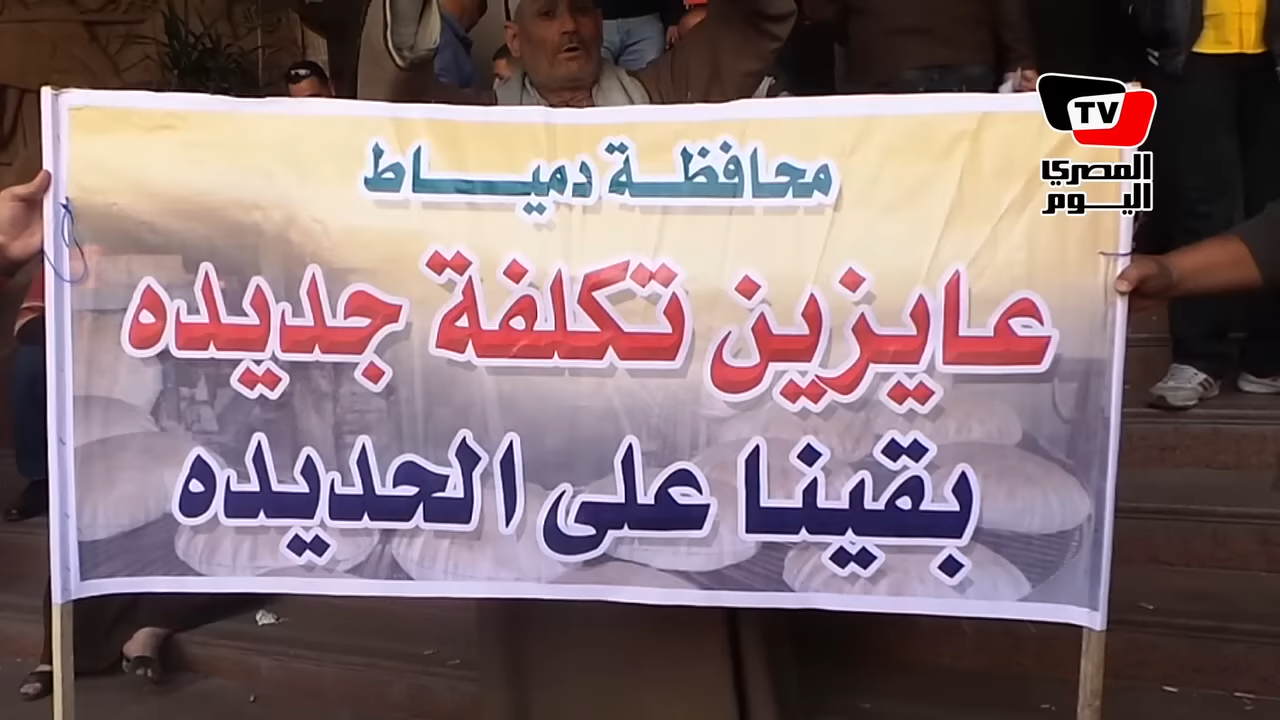 TV
المصري
اليوم
محافظة دمياط
عايزين تكلفة جديده
بقينا على الحديده